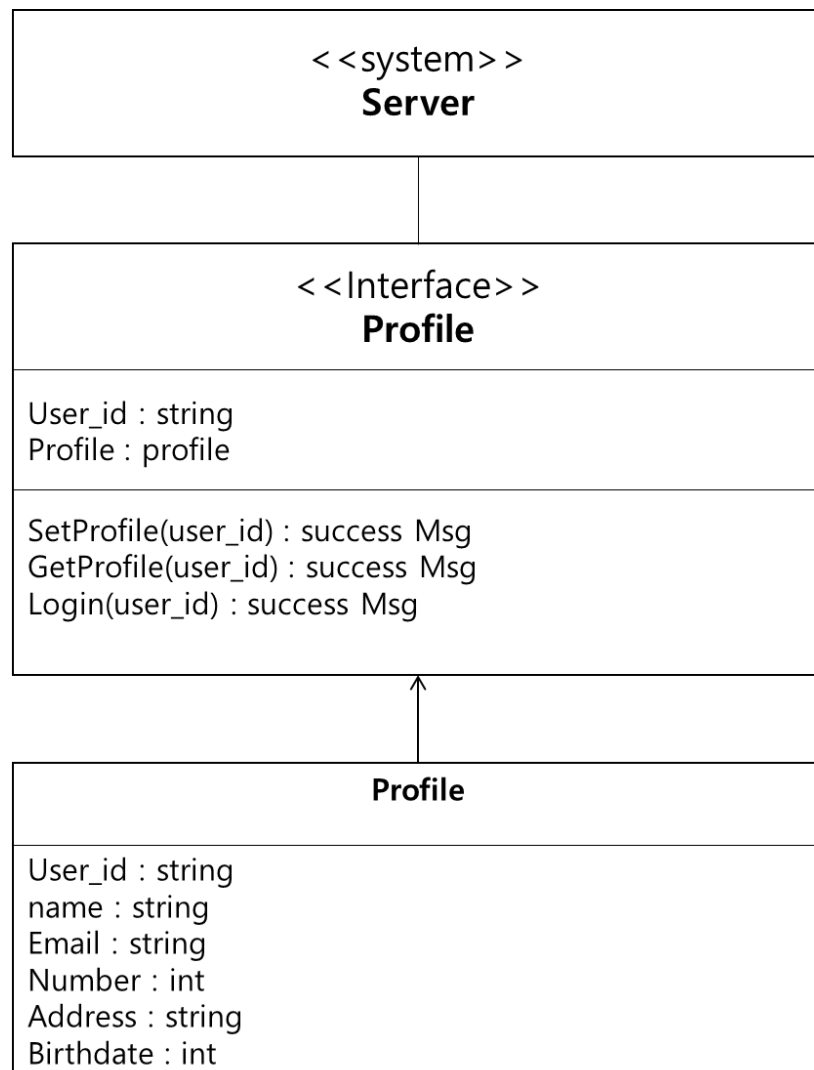 <<system>>
Server
<<Interface>>
Profile
User_id : string
Profile : profile
SetProfile(user_id) : success Msg
GetProfile(user_id) : success Msg
Login(user_id) : success Msg
Profile
User_id : string
name : string
Email : string
Number : int
Address : string
Birthdate : int